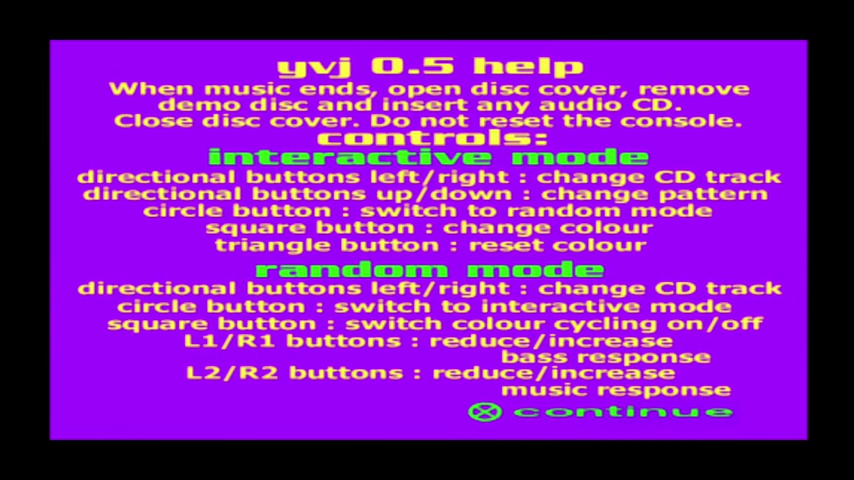 yvj 0.5 help
When music ends, open disc cover, remove
demo disc and insert any audio CD.
Close disc cover. Do not reset the console.
controls:
interactive mode
directional buttons left/right : change CD track
directional buttons up/down : change pattern
circle button : switch to random mode
square button : change colour
triangle button : reset colour
random mode
directional buttons left/right : change CD track
circle button : switch to interactive mode
square button : switch colour cycling on/off
L1/R1 buttons : reduce/increase
bass response
L2/R2 buttons : reduce/increase
music response
continue